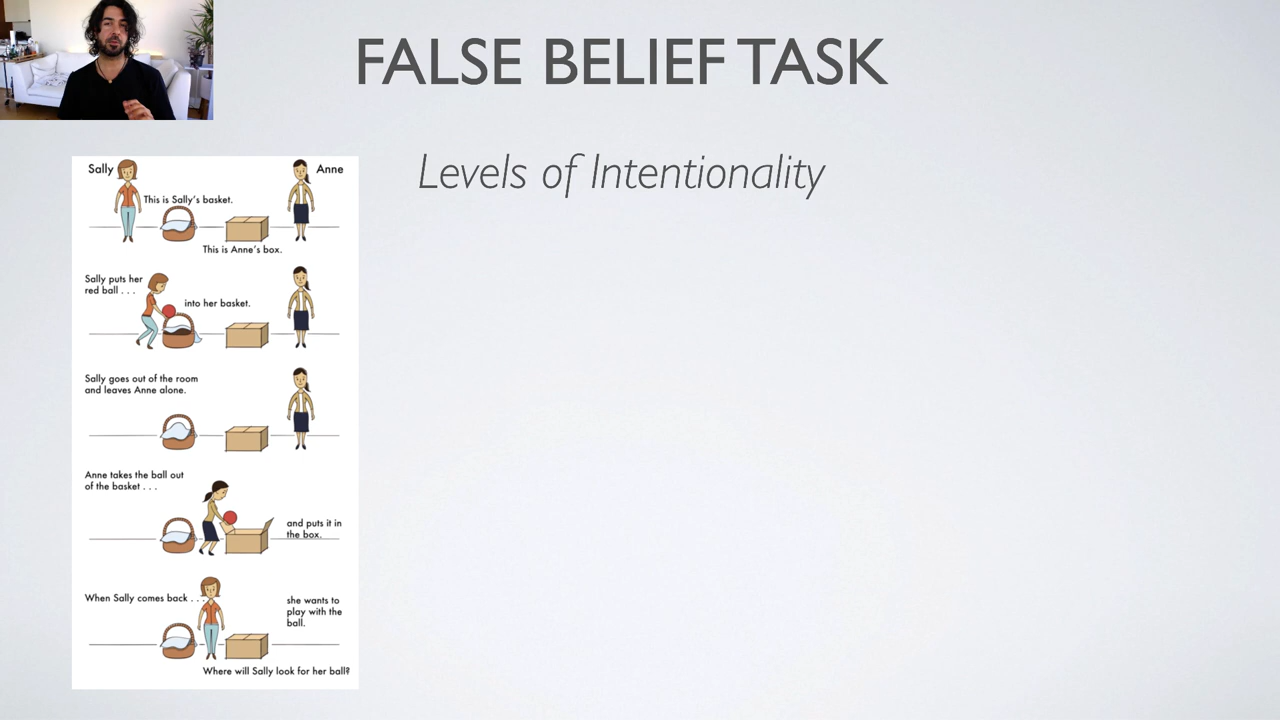 FALSE BELIEF TASK
Levels of Intentionality
Sally
Anne
This is Sally's basket.
This is Anne's box.
Sally puts her
red ball . . .
into her basket.
Sally goes out of the room
and leaves Anne alone.
Anne takes the ball out
of the basket . . .
and puts it in
the box.
When Sally comes back . . .
she wants to
play with the
ball.
Where will Sally look for her ball?